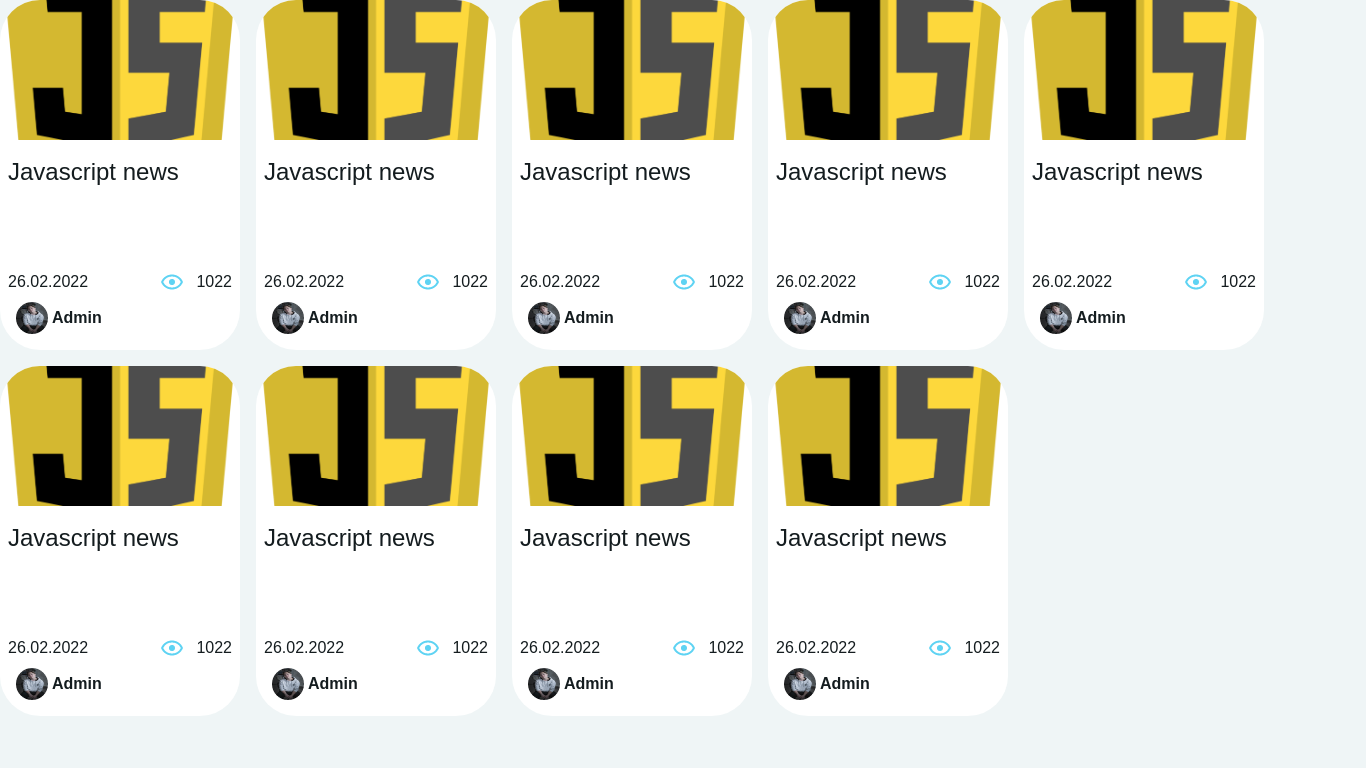 JS JS JS JS JS
Javascript news Javascript news Javascript news Javascript news Javascript news
26.02.2022 1022 26.02.2022 1022 26.02.2022 1022 26.02.2022 1022 26.02.2022 1022
Admin Admin Admin Admin Admin
JS JS JS JS
Javascript news Javascript news Javascript news Javascript news
26.02.2022 1022 26.02.2022 1022 26.02.2022 1022 26.02.2022 1022
Admin Admin Admin Admin